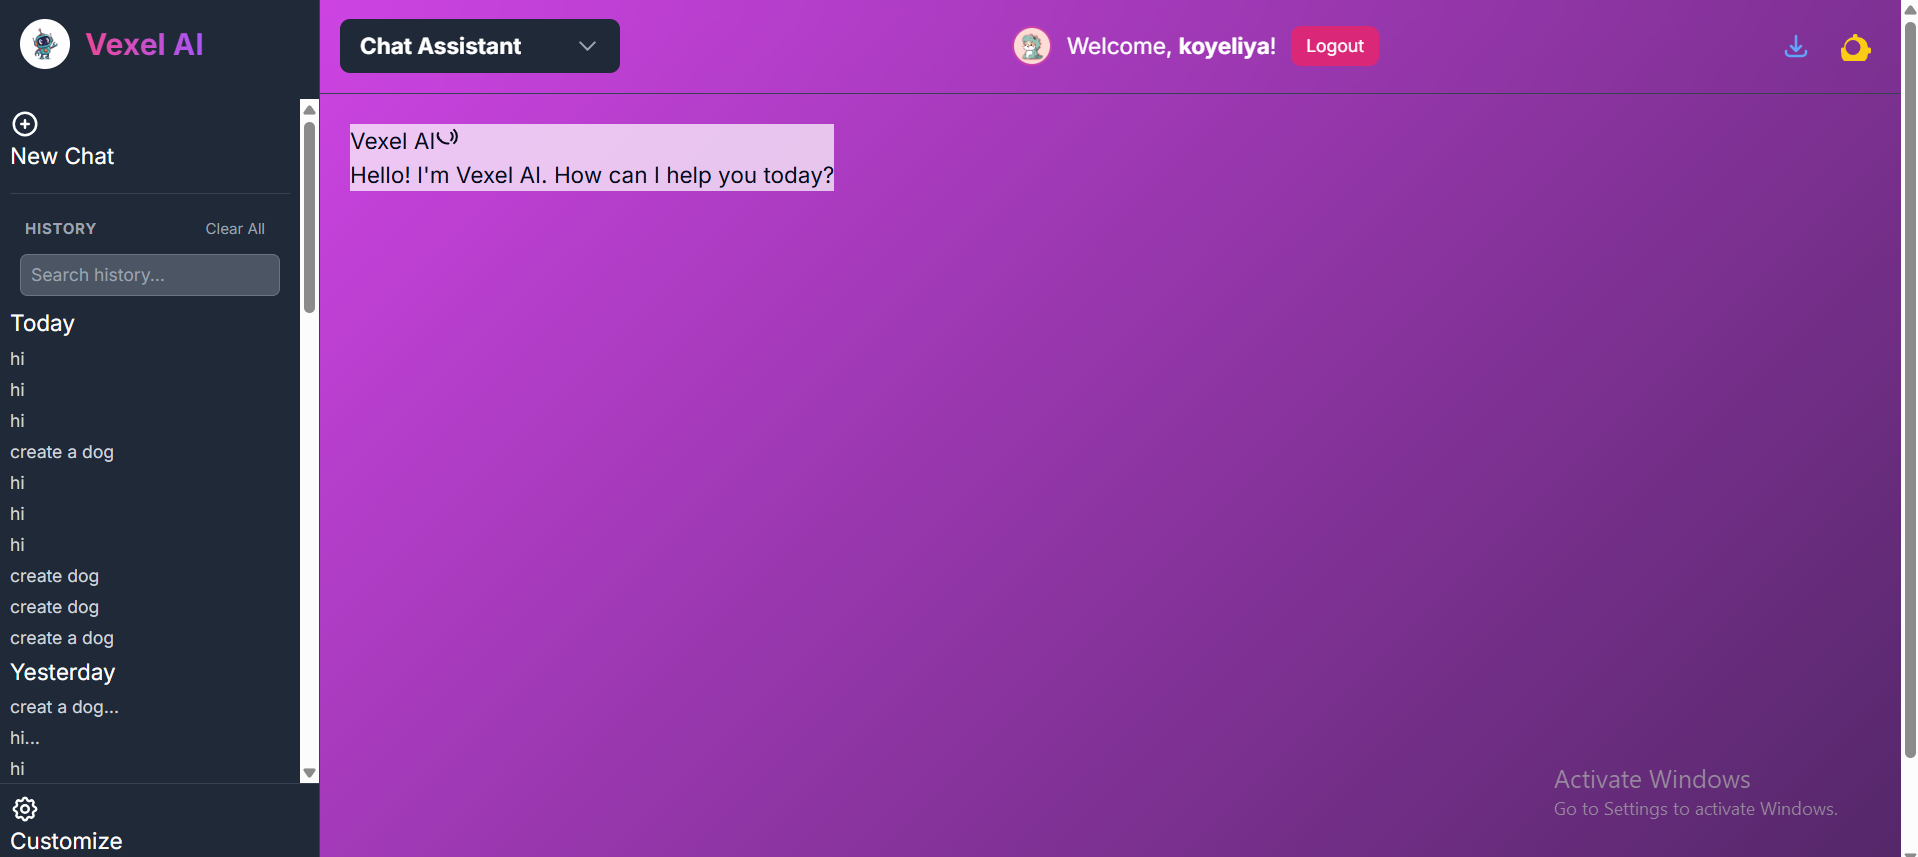 Vexel AI
New Chat
HISTORY
Clear All
Search history...
Today
hi
hi
hi
create a dog
hi
hi
hi
create dog
create dog
create a dog
Yesterday
creat a dog...
hi...
hi
Customize
Chat Assistant
Welcome, koyeliya!
Logout
Vexel AI
Hello! I'm Vexel AI. How can I help you today?
Activate Windows
Go to Settings to activate Windows.